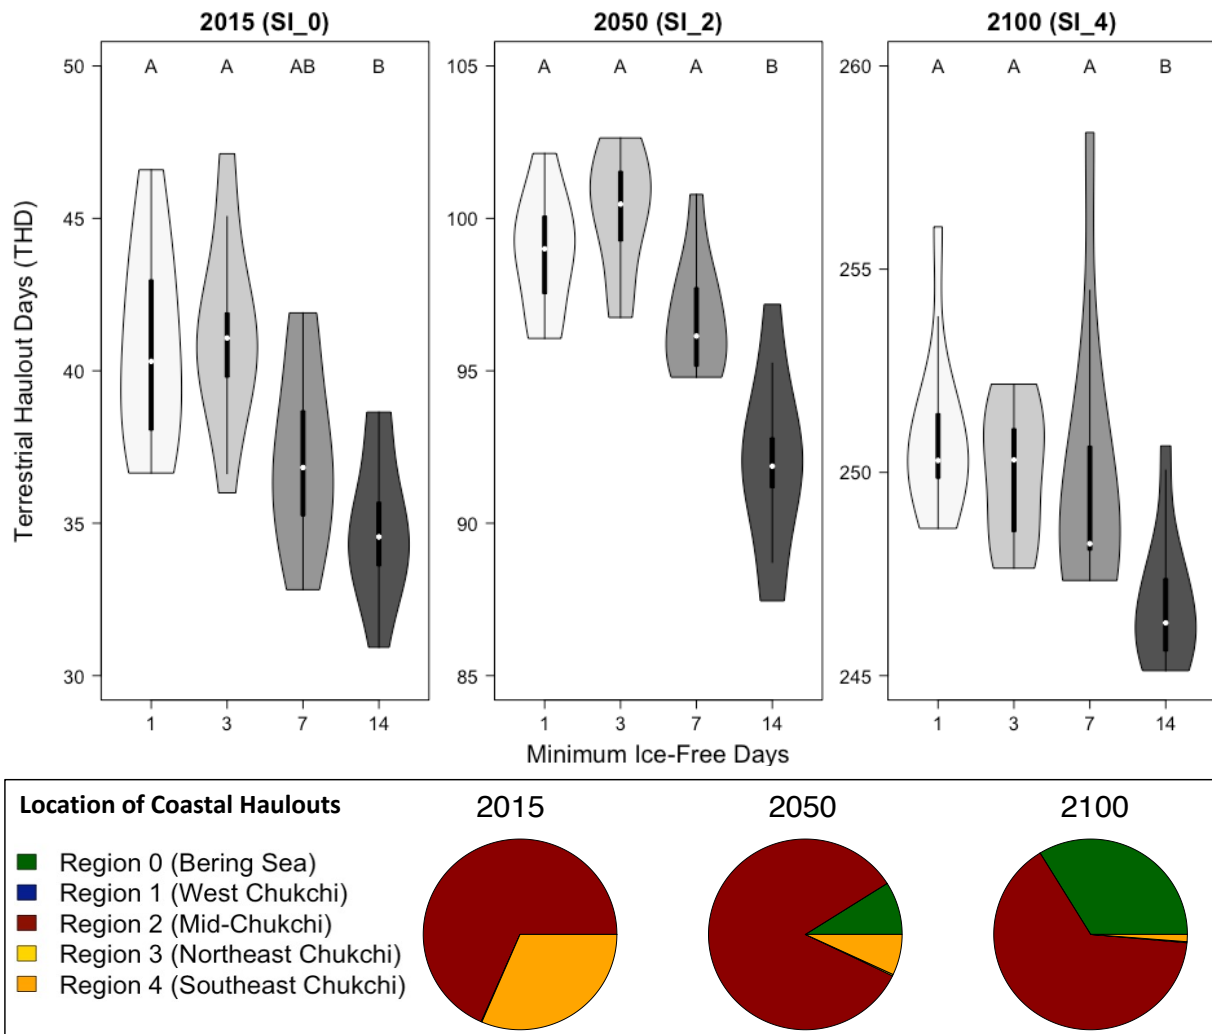 2015 (SI_0) 2050 (SI_2) 2100 (SI_4)
50 A A AB B 105 A A A B 260 A A A B
45 100 255
40 95 250
35 90
30 85 245
Terrestrial Haulout Days (THD)
1 3 7 14 1 3 7 14 1 3 7 14
Minimum Ice-Free Days
Location of Coastal Haulouts 2015 2050 2100
Region 0 (Bering Sea)
Region 1 (West Chukchi)
Region 2 (Mid-Chukchi)
Region 3 (Northeast Chukchi)
Region 4 (Southeast Chukchi)